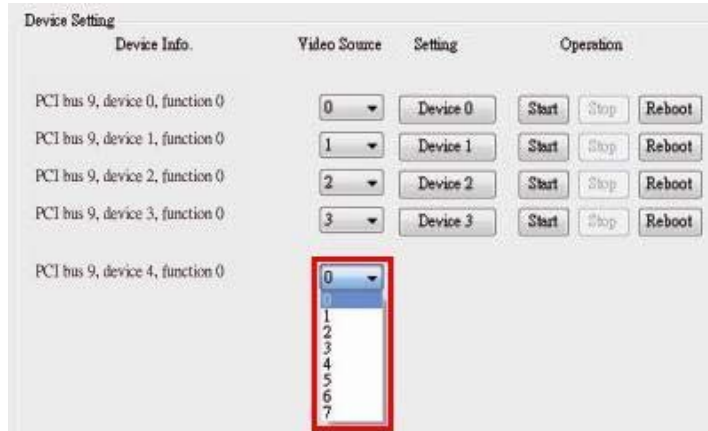 Device Setting
Device Info. Video Source Setting Operation
PCI bus 9, device 0, function 0 0 Device 0 Start Stop Reboot
PCI bus 9, device 1, function 0 1 Device 1 Start Stop Reboot
PCI bus 9, device 2, function 0 2 Device 2 Start Stop Reboot
PCI bus 9, device 3, function 0 3 Device 3 Start Stop Reboot
PCI bus 9, device 4, function 0 0
0
1
2
3
4
5
6
7